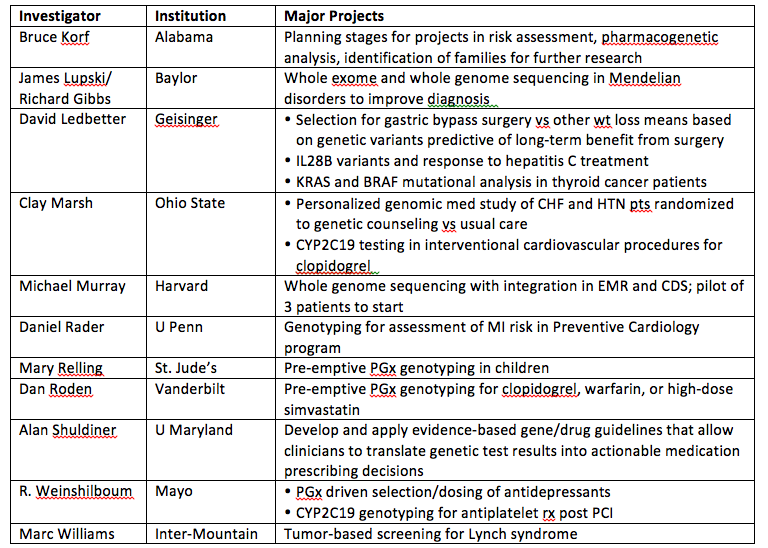 Investigator Institution Major Projects
Bruce Korf Alabama Planning stages for projects in risk assessment, pharmacogenetic
analysis, identification of families for further research
James Lupski/ Baylor Whole exome and whole genome sequencing in Mendelian
Richard Gibbs disorders to improve diagnosis
David Ledbetter Geisinger • Selection for gastric bypass surgery vs other wt loss means based
on genetic variants predictive of long-term benefit from surgery
• IL28B variants and response to hepatitis C treatment
• KRAS and BRAF mutational analysis in thyroid cancer patients
Clay Marsh Ohio State • Personalized genomic med study of CHF and HTN pts randomized
to genetic counseling vs usual care
• CYP2C19 testing in interventional cardiovascular procedures for
clopidogrel
Michael Murray Harvard Whole genome sequencing with integration in EMR and CDS; pilot of
3 patients to start
Daniel Rader U Penn Genotyping for assessment of MI risk in Preventive Cardiology
program
Mary Relling St. Jude’s Pre-emptive PGx genotyping in children
Dan Roden Vanderbilt Pre-emptive PGx genotyping for clopidogrel, warfarin, or high-dose
simvastatin
Alan Shuldiner U Maryland Develop and apply evidence-based gene/drug guidelines that allow
clinicians to translate genetic test results into actionable medication
prescribing decisions
R. Weinshilboum Mayo • PGx driven selection/dosing of antidepressants
• CYP2C19 genotyping for antiplatelet rx post PCI
Marc Williams Inter-Mountain Tumor-based screening for Lynch syndrome